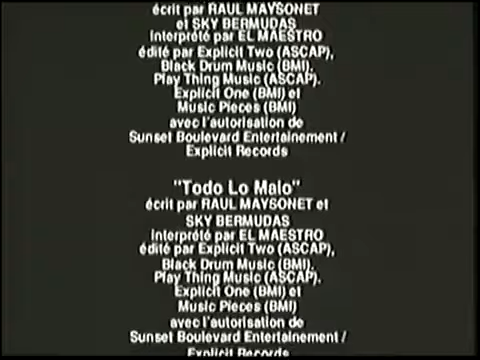 écrit par RAUL MAYSONET
et SKY BERMUDAS
Interprété par EL MAESTRO
édité par Explicit Two (ASCAP),
Black Drum Music (BMI).
Play Thing Music (ASCAP).
Explicit One (BMI) et
Music Pieces (BMI)
avec l'autorisation de
Sunset Boulevard Entertainement /
Explicit Records
"Todo Lo Malo"
écrit par RAUL MAYSONET et
SKY BERMUDAS
Interprété par EL MAESTRO
édité par Explicit Two (ASCAP),
Black Drum Music (BMI).
Play Thing Music (ASCAP).
Explicit One (BMI) et
Music Pieces (BMI)
avec l'autorisation de
Sunset Boulevard Entertainement /
Explicit Records